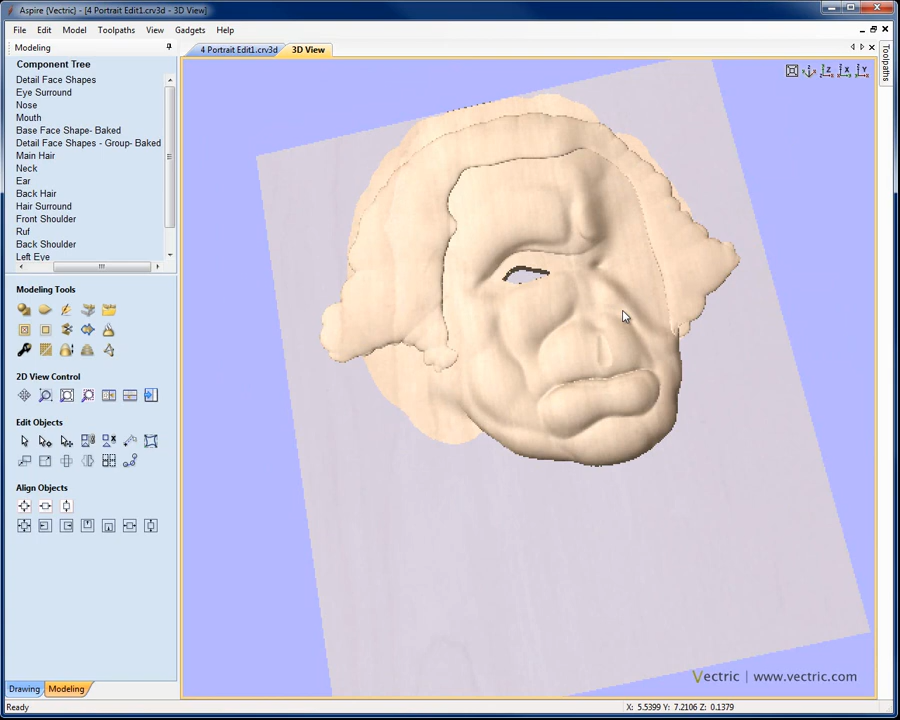 Aspire [Vectric] - [4 Portrait Edit1.crv3d - 3D View]
File Edit Model Toolpaths View Gadgets Help
Modeling
4 Portrait Edit1.crv3d 3D View
Toolpaths
Component Tree
Detail Face Shapes
Eye Surround
Nose
Mouth
Base Face Shape- Baked
Detail Face Shapes - Group- Baked
Main Hair
Neck
Ear
Back Hair
Hair Surround
Front Shoulder
Ruf
Back Shoulder
Left Eye
Z X Y
Modeling Tools
2D View Control
Edit Objects
Align Objects
Drawing Modeling
Vectric | www.vectric.com
Ready
X: 5.5399 Y: 7.2106 Z: 0.1379